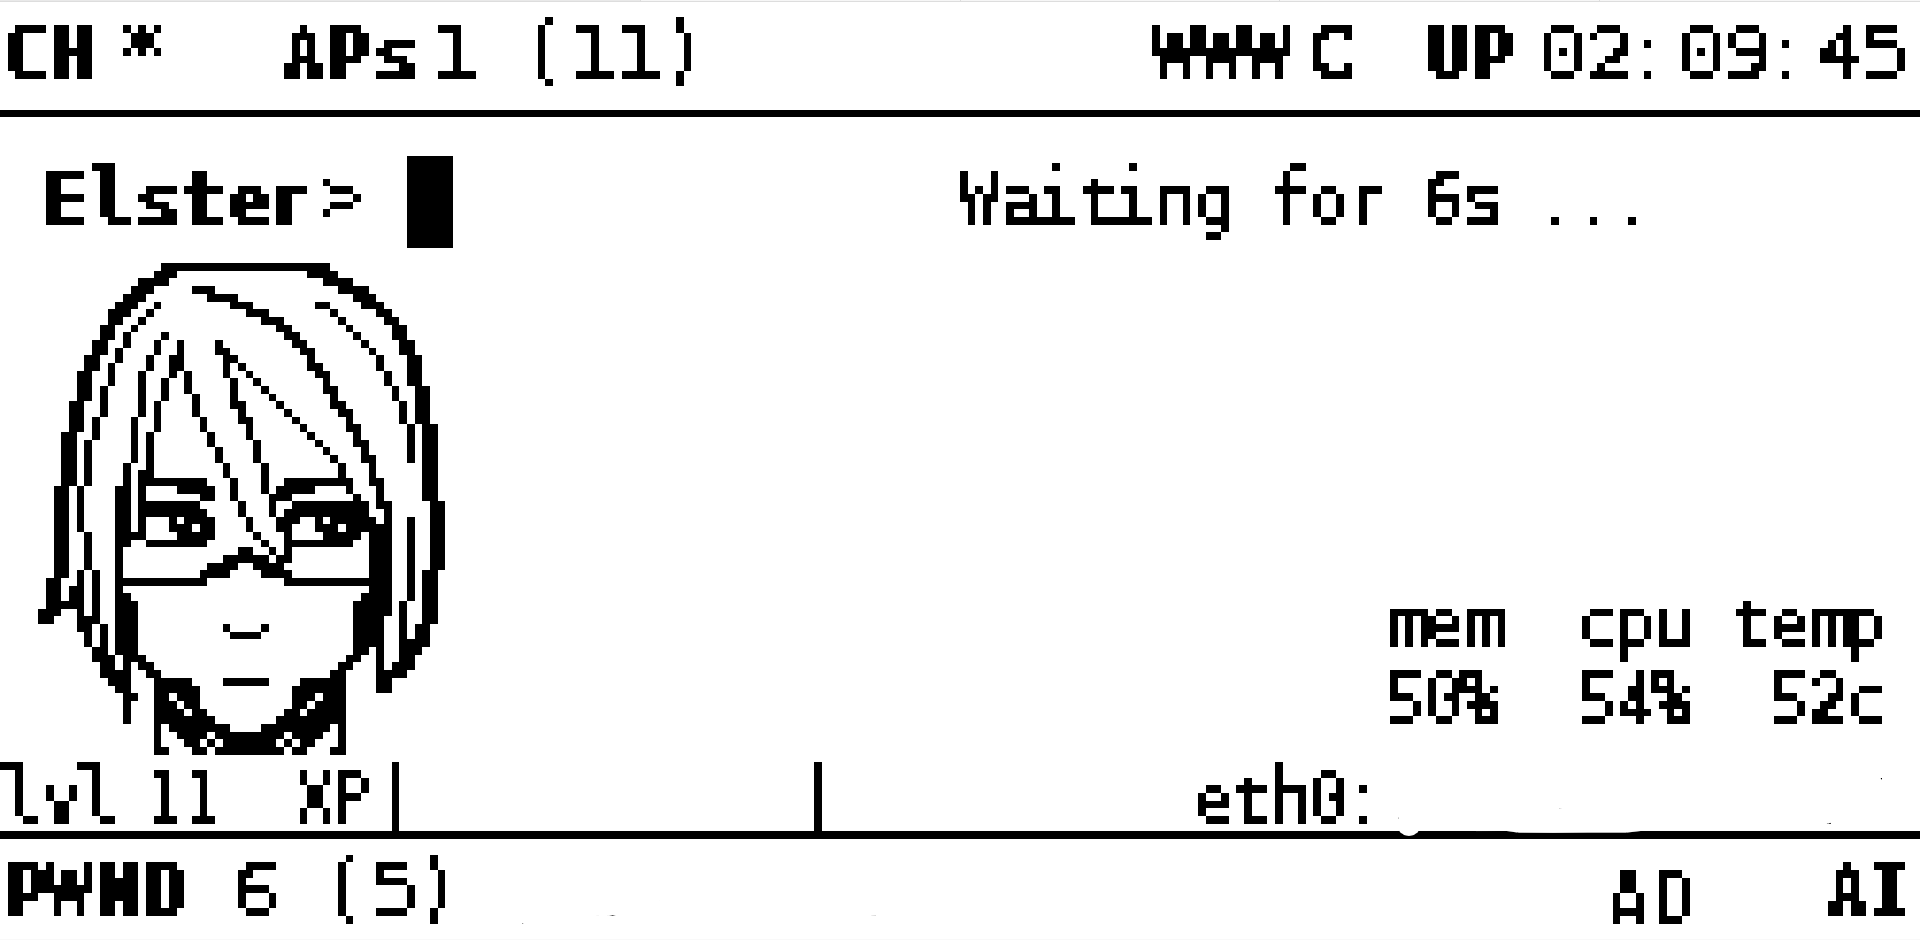 CH * APs 1 (11) WWW C UP 02:09:45
Elster> Waiting for 6s ...
mem cpu temp
50% 54% 52c
lvl 11 XP| | eth0:
PWND 6 (5) AD AI